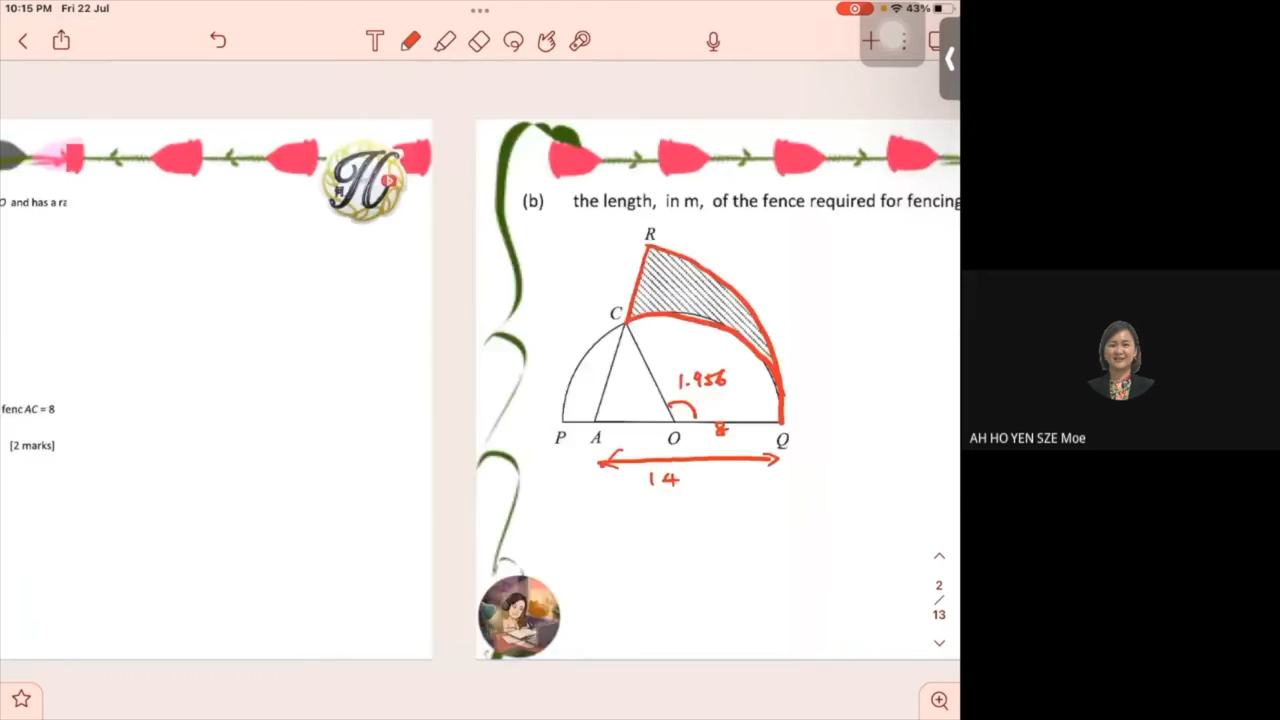 10:15 PM Fri 22 Jul
43%
T
O and has a ra
H
何
fenc AC = 8
[2 marks]
(b) the length, in m, of the fence required for fencing
R
C
1.956
8
P A O Q
14
2
/
13
AH HO YEN SZE Moe